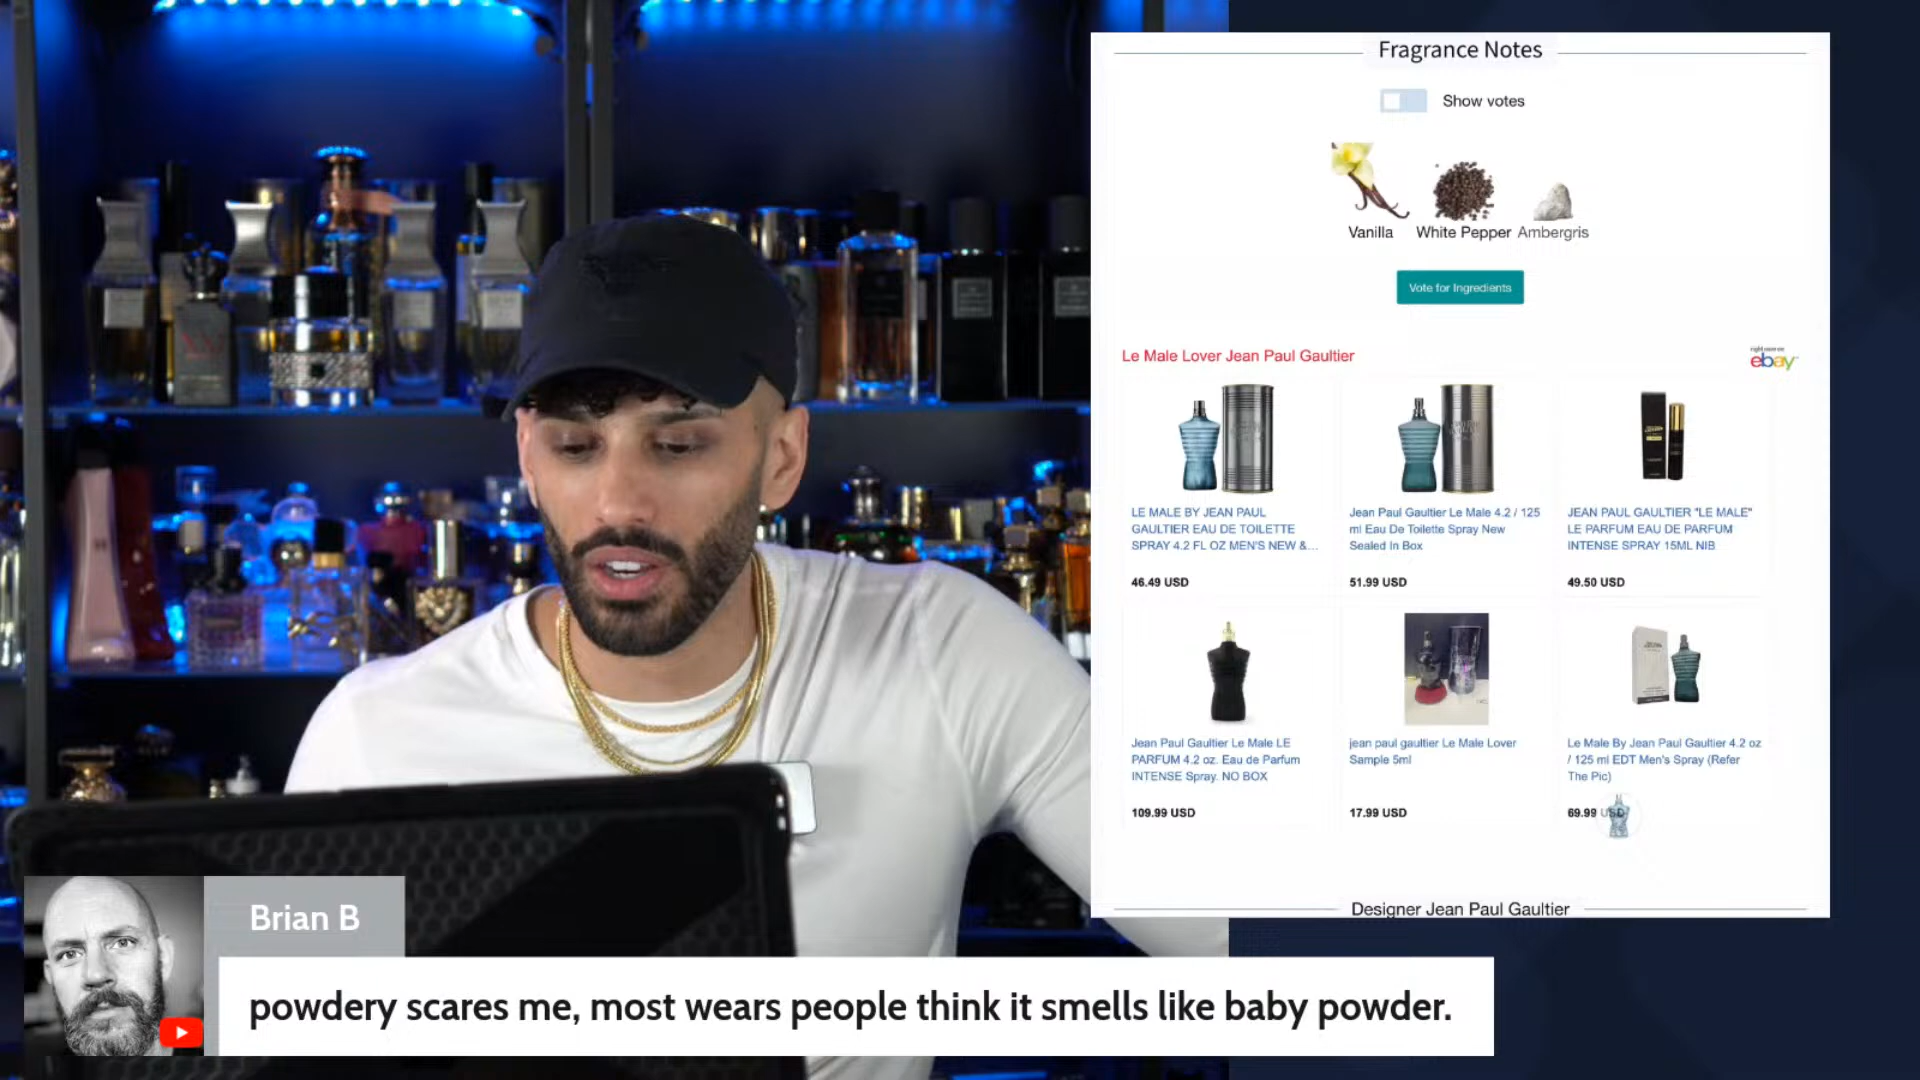 Fragrance Notes
Show votes
Vanilla
White Pepper
Ambergris
Vote for Ingredients
Le Male Lover Jean Paul Gaultier
right now on
ebay
LE MALE BY JEAN PAUL
GAULTIER EAU DE TOILETTE
SPRAY 4.2 FL OZ MEN'S NEW &...
46.49 USD
Jean Paul Gaultier Le Male 4.2 / 125
ml Eau De Toilette Spray New
Sealed In Box
51.99 USD
JEAN PAUL GAULTIER "LE MALE"
LE PARFUM EAU DE PARFUM
INTENSE SPRAY 15ML NIB
49.50 USD
Jean Paul Gaultier Le Male LE
PARFUM 4.2 oz. Eau de Parfum
INTENSE Spray. NO BOX
109.99 USD
jean paul gaultier Le Male Lover
Sample 5ml
17.99 USD
Le Male By Jean Paul Gaultier 4.2 oz
/ 125 ml EDT Men's Spray (Refer
The Pic)
69.99 USD
Designer Jean Paul Gaultier
Brian B
powdery scares me, most wears people think it smells like baby powder.